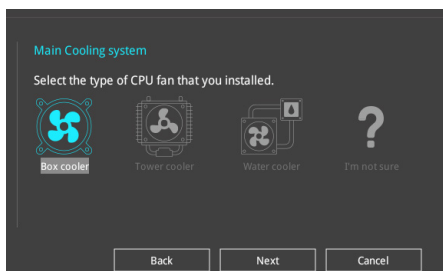 Main Cooling system
Select the type of CPU fan that you installed.
Box cooler Tower cooler Water cooler I'm not sure
Back Next Cancel